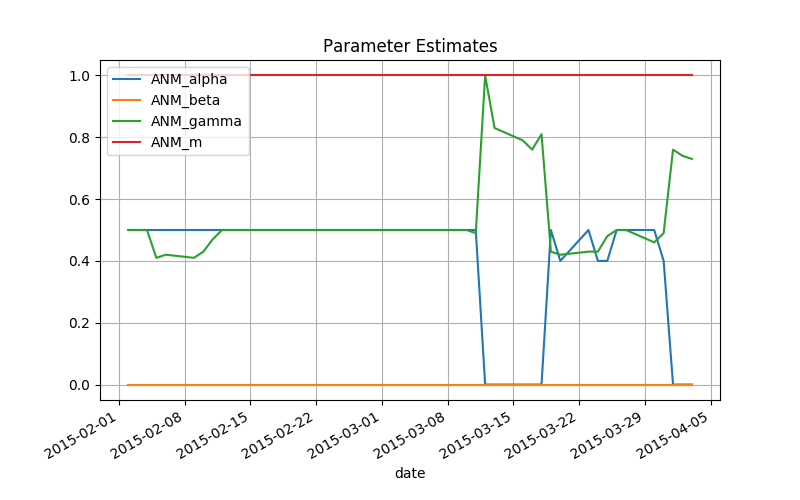 Parameter Estimates
ANM_alpha
ANM_beta
ANM_gamma
ANM_m
1.0
0.8
0.6
0.4
0.2
0.0
2015-02-01
2015-02-08
2015-02-15
2015-02-22
2015-03-01
2015-03-08
2015-03-15
2015-03-22
2015-03-29
2015-04-05
date